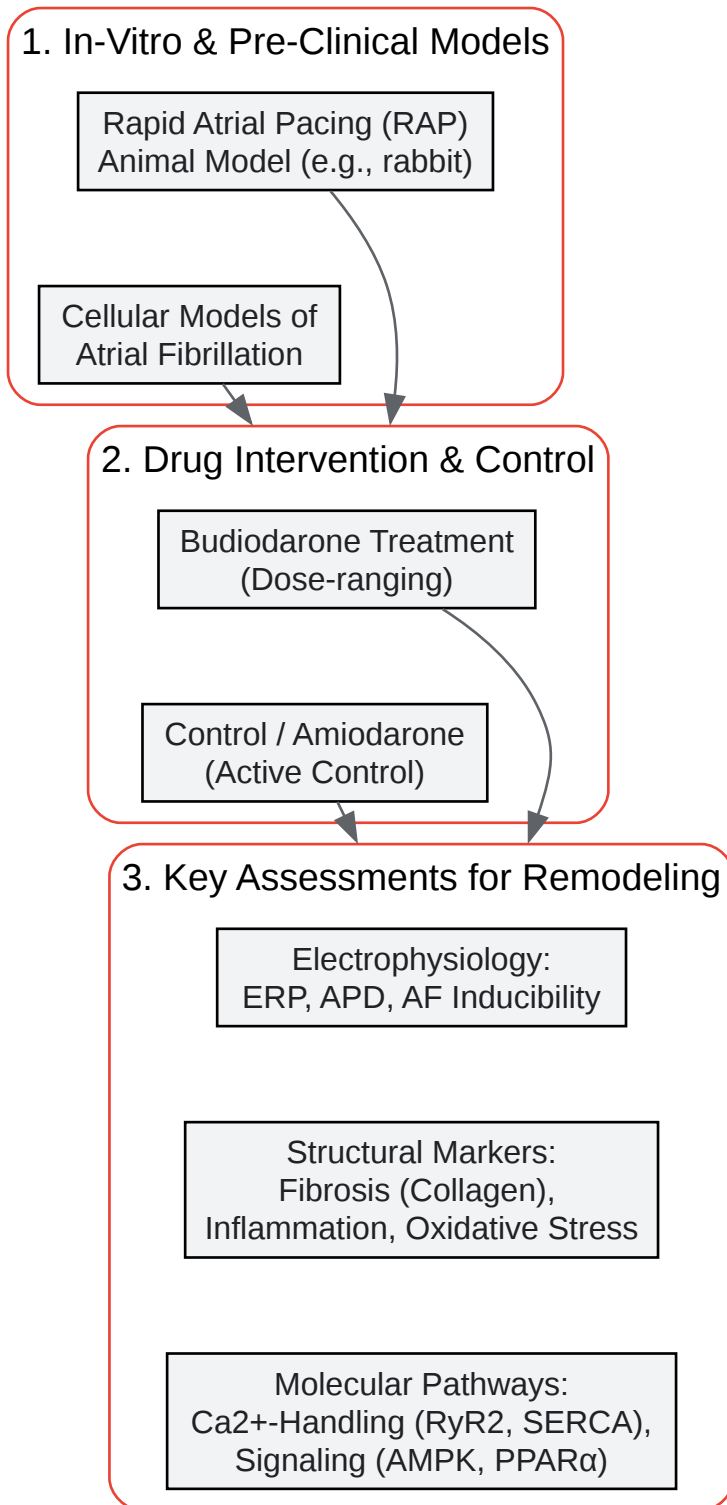 1. In-Vitro & Pre-Clinical Models
Rapid Atrial Pacing (RAP)
Animal Model (e.g., rabbit)
Cellular Models of
Atrial Fibrillation
2. Drug Intervention & Control
Budiodarone Treatment
(Dose-ranging)
Control / Amiodarone
(Active Control)
3. Key Assessments for Remodeling
Electrophysiology:
ERP, APD, AF Inducibility
Structural Markers:
Fibrosis (Collagen),
Inflammation, Oxidative Stress
Molecular Pathways:
Ca2+-Handling (RyR2, SERCA),
Signaling (AMPK, PPARα)